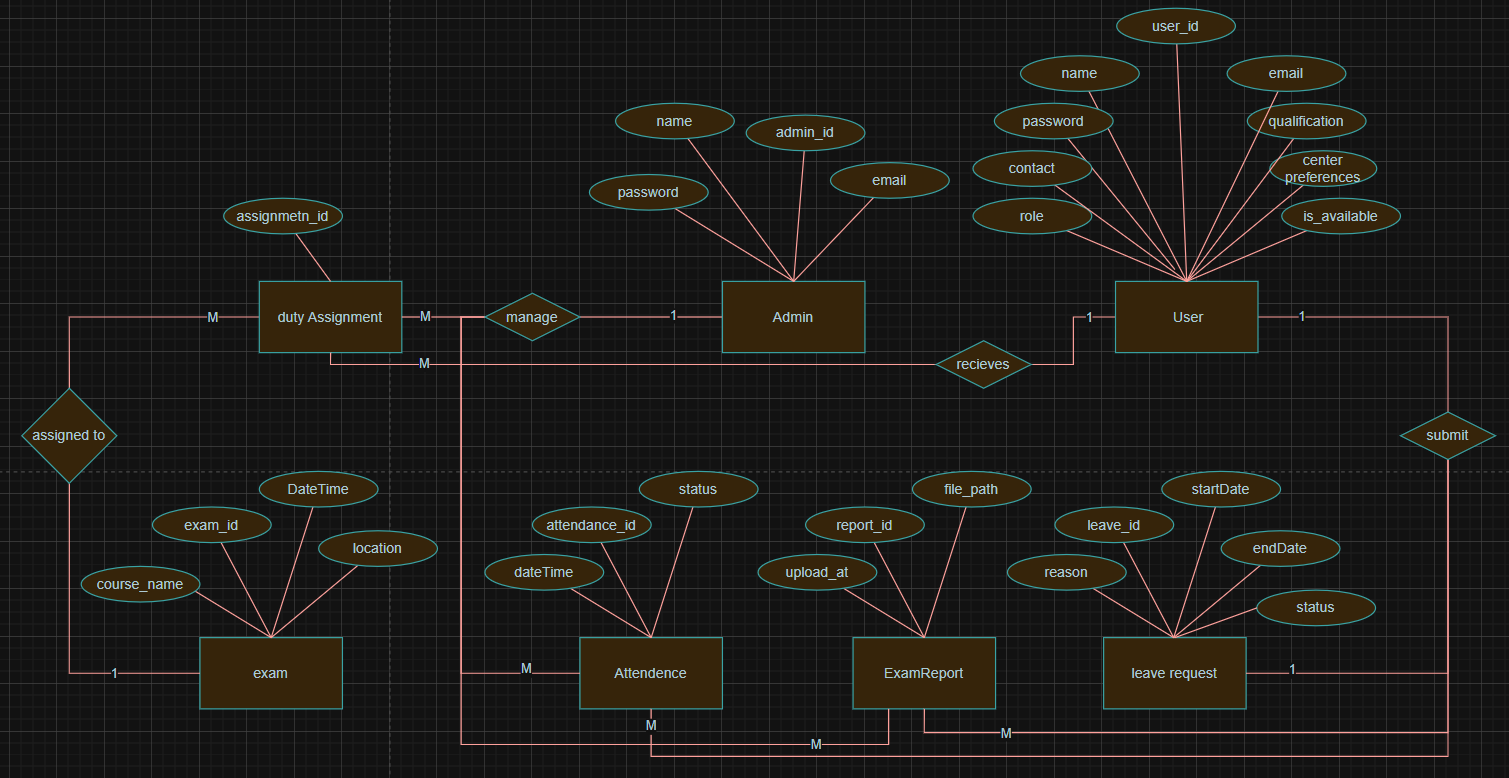 user_id
name
email
name
admin_id
password
qualification
contact
center
preferences
password
email
assignmetn_id
role
is_available
M
duty Assignment
M
manage
1
Admin
1
User
1
M
recieves
assigned to
submit
DateTime
status
file_path
startDate
exam_id
attendance_id
report_id
leave_id
location
endDate
course_name
dateTime
upload_at
reason
status
1
exam
M
Attendence
ExamReport
leave request
1
M
M
M